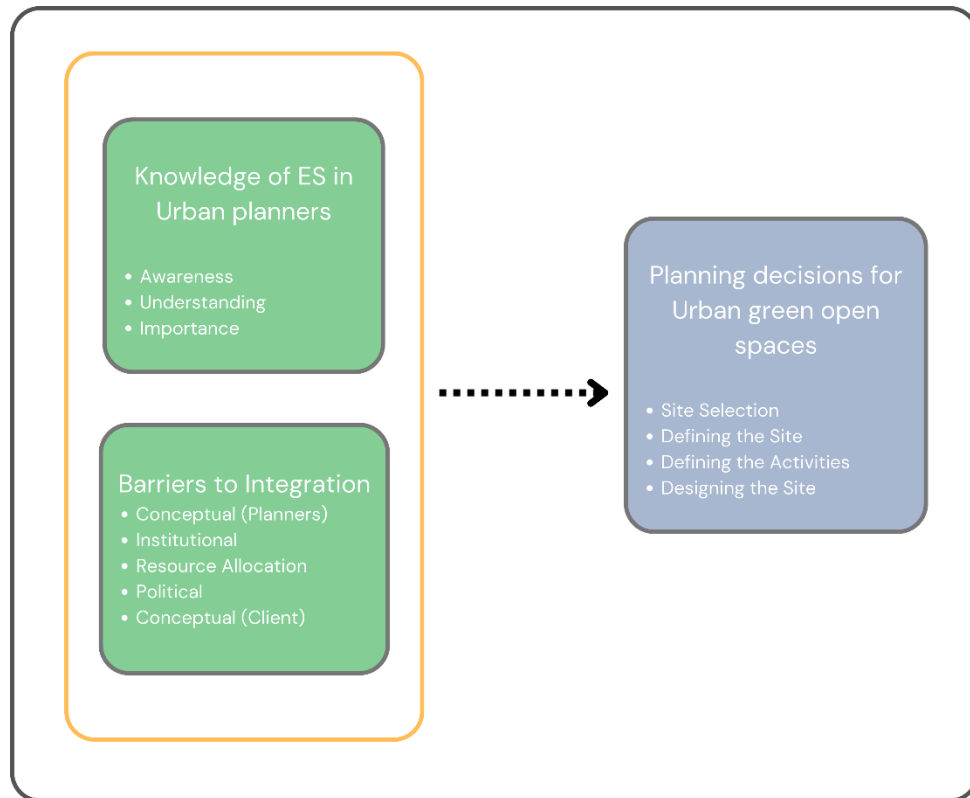 Knowledge of ES in
Urban planners
• Awareness
• Understanding
• Importance
Barriers to Integration
• Conceptual (Planners)
• Institutional
• Resource Allocation
• Political
• Conceptual (Client)
Planning decisions for
Urban green open
spaces
• Site Selection
• Defining the Site
• Defining the Activities
• Designing the Site